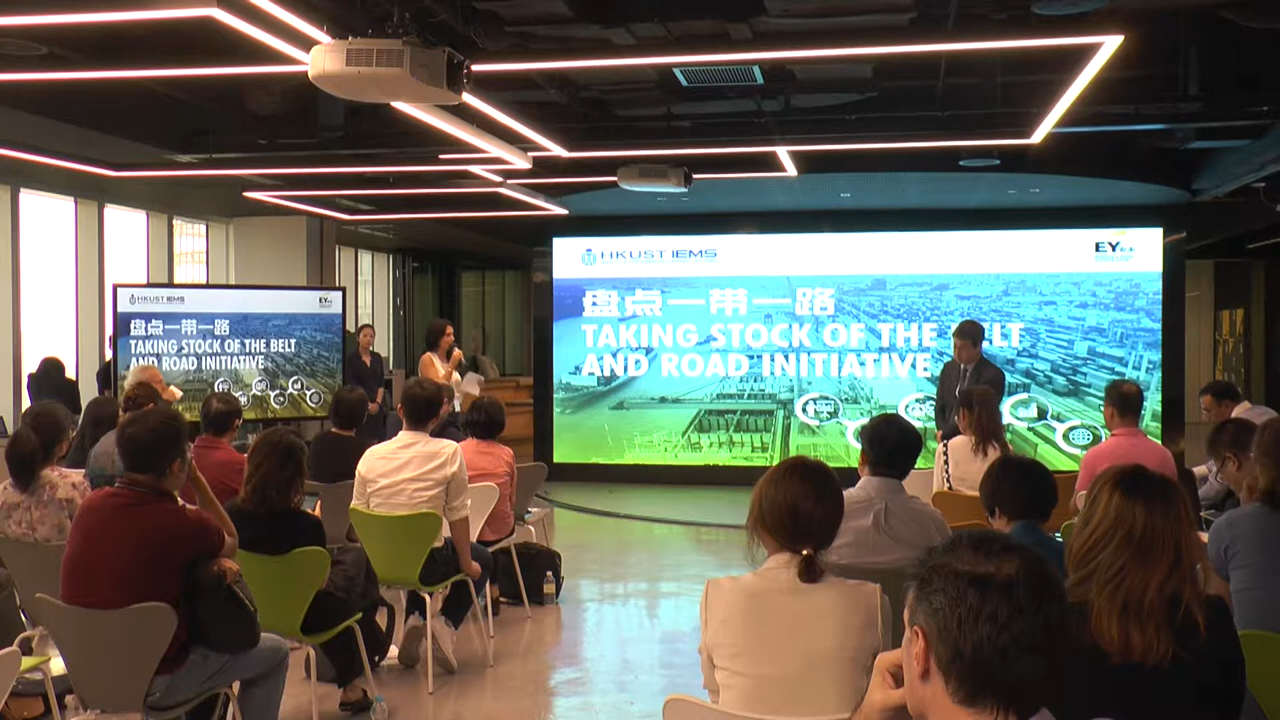 HKUST IEMS
EY
盘点一带一路
TAKING STOCK OF THE BELT
AND ROAD INITIATIVE
HKUST IEMS
EY
盘点一带一路
TAKING STOCK OF THE BELT
AND ROAD INITIATIVE